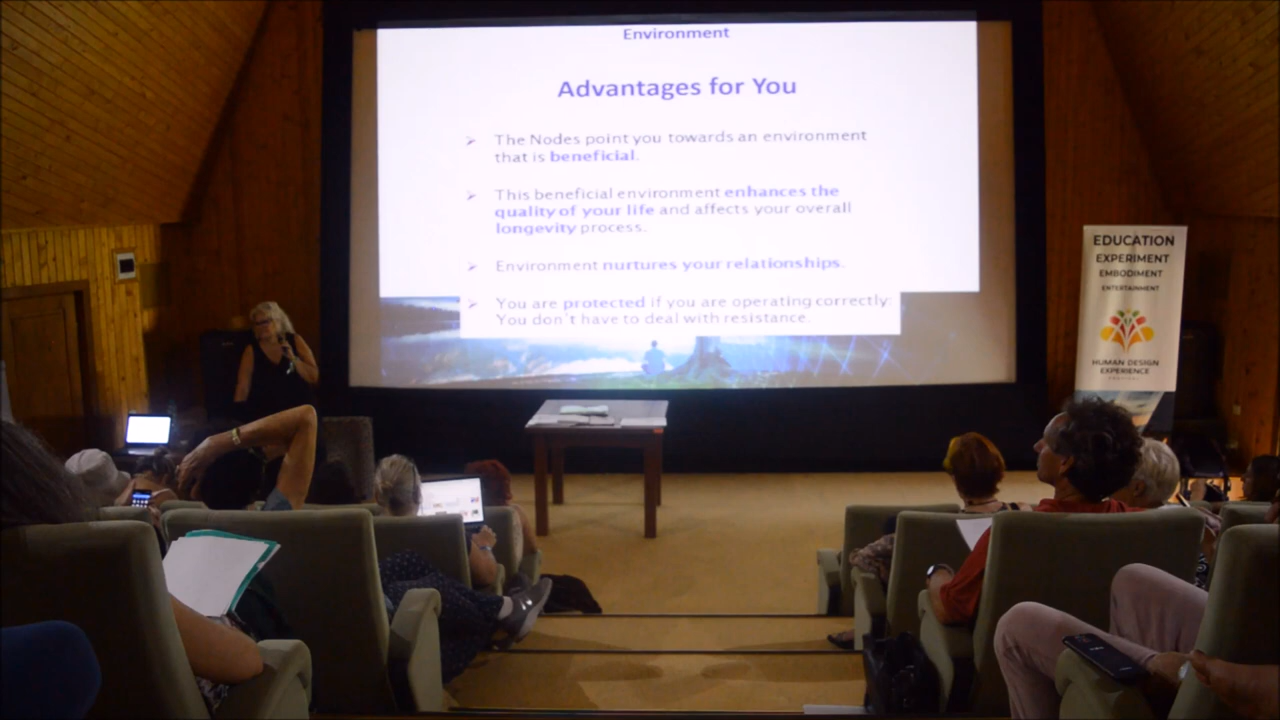 Environment
Advantages for You
➢ The Nodes point you towards an environment
that is beneficial.
➢ This beneficial environment enhances the
quality of your life and affects your overall
longevity process.
➢ Environment nurtures your relationships.
➢ You are protected if you are operating correctly:
You don't have to deal with resistance.
EDUCATION
EXPERIMENT
EMBODIMENT
ENTERTAINMENT
HUMAN DESIGN
EXPERIENCE